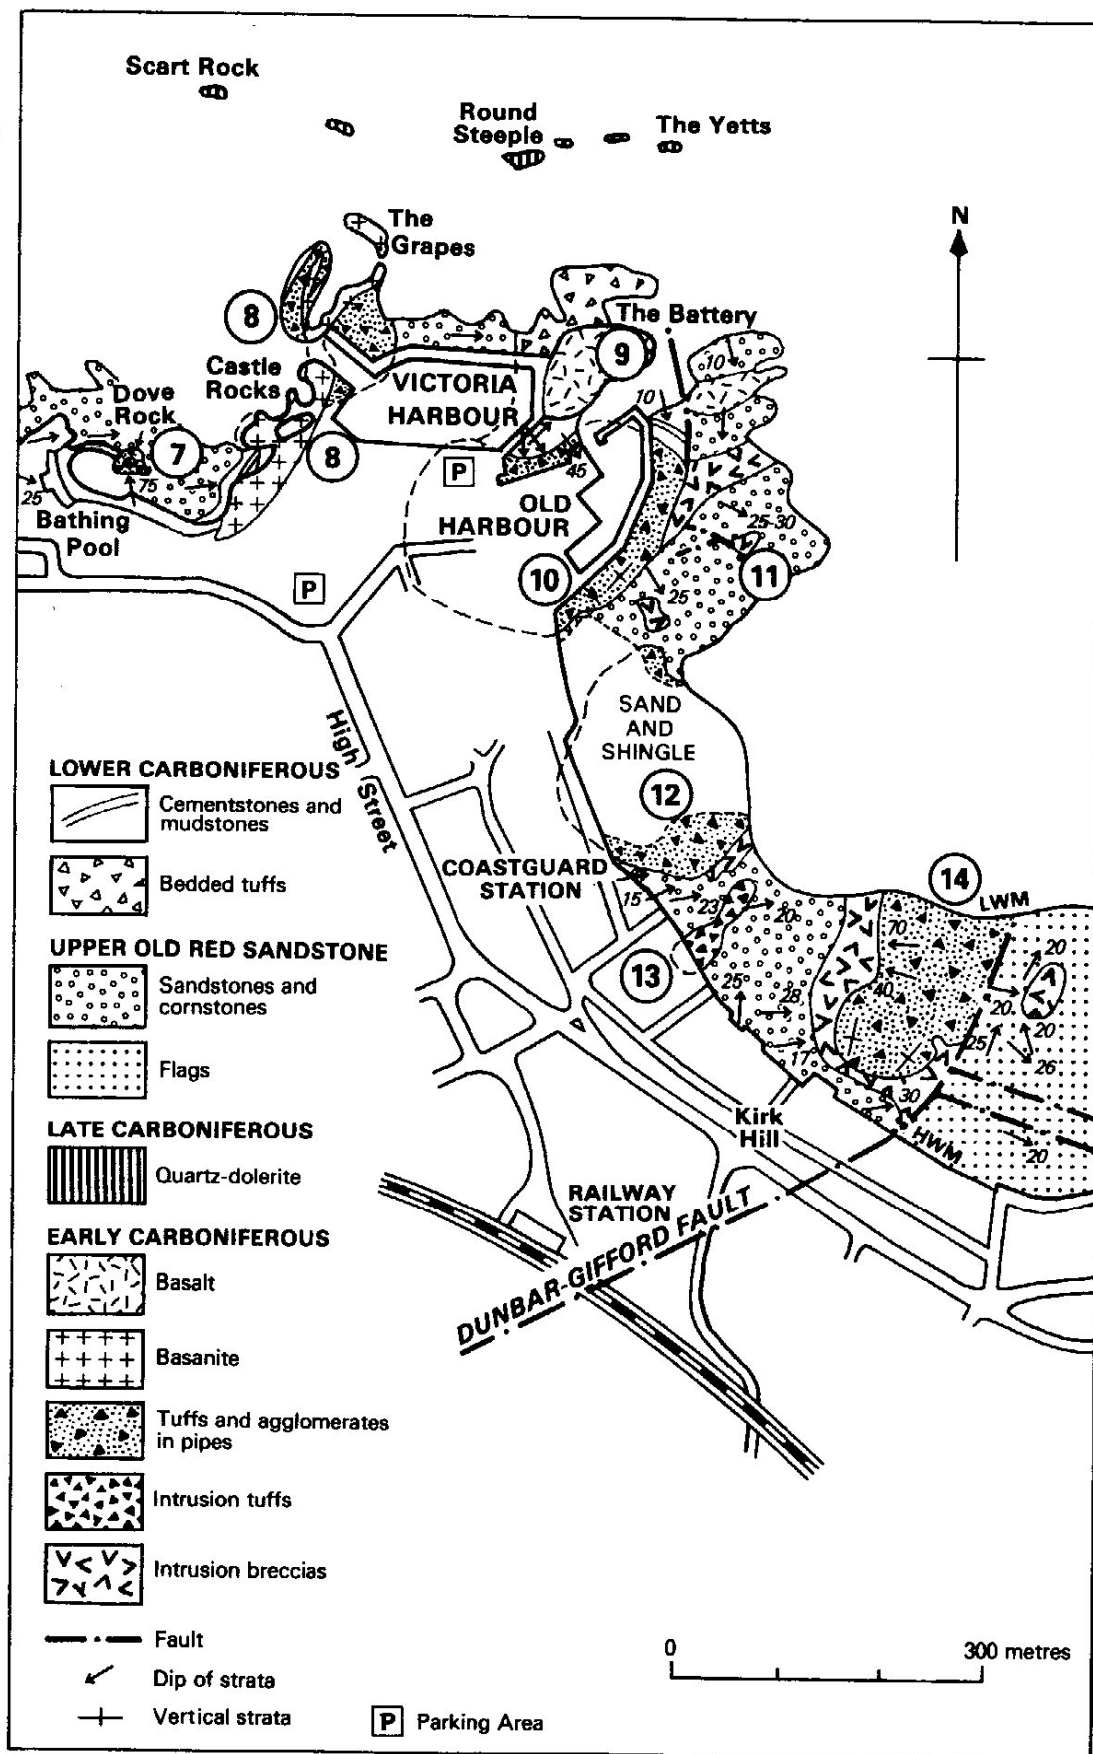 Scart Rock
Round
Steeple
The Yetts
N
The
Grapes
8
The Battery
9
10
Castle
Rocks
VICTORIA
HARBOUR
10
Dove
Rock
7
8
P
45
75
25
OLD
HARBOUR
25-30
Bathing
Pool
10
11
P
25
SAND
AND
SHINGLE
High Street
12
COASTGUARD
STATION
14
LWM
15
23
20
70
20
13
25
28
40
20
20
25
26
17
30
Kirk
Hill
HWM
20
RAILWAY
STATION
DUNBAR-GIFFORD FAULT
LOWER CARBONIFEROUS
Cementstones and
mudstones
Bedded tuffs
UPPER OLD RED SANDSTONE
Sandstones and
cornstones
Flags
LATE CARBONIFEROUS
Quartz-dolerite
EARLY CARBONIFEROUS
Basalt
Basanite
Tuffs and agglomerates
in pipes
Intrusion tuffs
Intrusion breccias
Fault
Dip of strata
Vertical strata
P Parking Area
0 300 metres